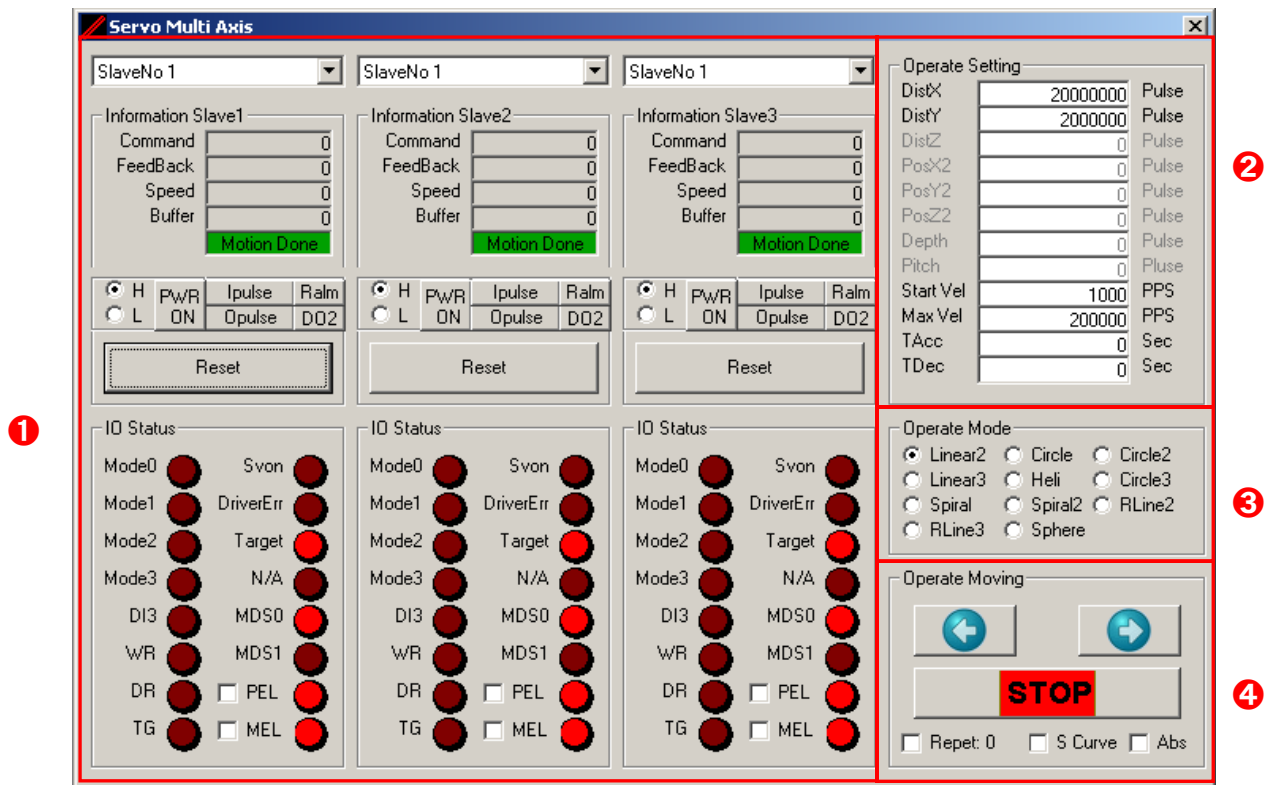 Servo Multi Axis
SlaveNo 1
Information Slave1
Command 0
FeedBack 0
Speed 0
Buffer 0
Motion Done
H
L
PWR ON
Ipulse
Ralm
Opulse
DO2
Reset
IO Status
Mode0 Svon
Mode1 DriverErr
Mode2 Target
Mode3 N/A
DI3 MDS0
WR MDS1
DR PEL
TG MEL
SlaveNo 1
Information Slave2
Command 0
FeedBack 0
Speed 0
Buffer 0
Motion Done
H
L
PWR ON
Ipulse
Ralm
Opulse
DO2
Reset
IO Status
Mode0 Svon
Mode1 DriverErr
Mode2 Target
Mode3 N/A
DI3 MDS0
WR MDS1
DR PEL
TG MEL
SlaveNo 1
Information Slave3
Command 0
FeedBack 0
Speed 0
Buffer 0
Motion Done
H
L
PWR ON
Ipulse
Ralm
Opulse
DO2
Reset
IO Status
Mode0 Svon
Mode1 DriverErr
Mode2 Target
Mode3 N/A
DI3 MDS0
WR MDS1
DR PEL
TG MEL
❶
Operate Setting
DistX 20000000 Pulse
DistY 2000000 Pulse
DistZ 0 Pulse
PosX2 0 Pulse
PosY2 0 Pulse
PosZ2 0 Pulse
Depth 0 Pulse
Pitch 0 Pluse
Start Vel 1000 PPS
Max Vel 200000 PPS
TAcc 0 Sec
TDec 0 Sec
❷
Operate Mode
Linear2 Circle Circle2
Linear3 Heli Circle3
Spiral Spiral2 RLine2
RLine3 Sphere
❸
Operate Moving
STOP
Repet: 0 S Curve Abs
❹